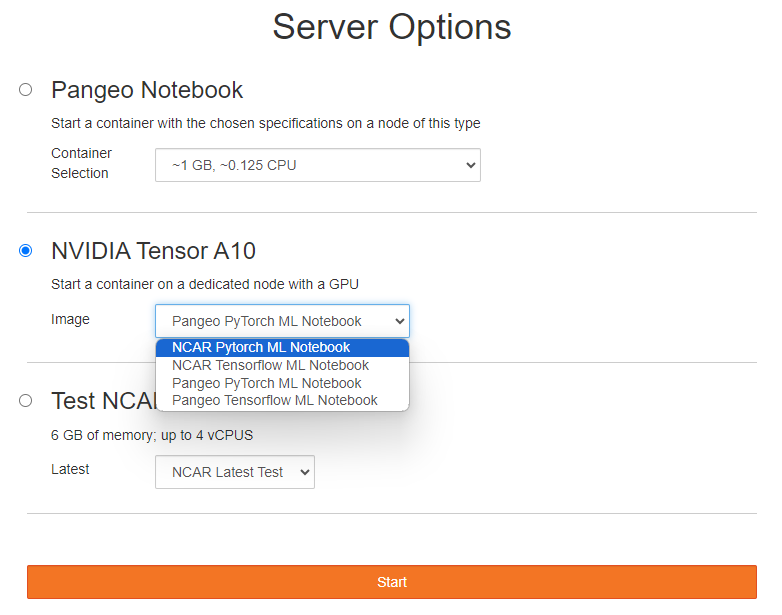 Server Options
Pangeo Notebook
Start a container with the chosen specifications on a node of this type
Container
Selection
~1 GB, ~0.125 CPU
NVIDIA Tensor A10
Start a container on a dedicated node with a GPU
Image
Pangeo PyTorch ML Notebook
NCAR Pytorch ML Notebook
NCAR Tensorflow ML Notebook
Pangeo PyTorch ML Notebook
Pangeo Tensorflow ML Notebook
Test NCA
6 GB of memory; up to 4 vCPUS
Latest
NCAR Latest Test
Start